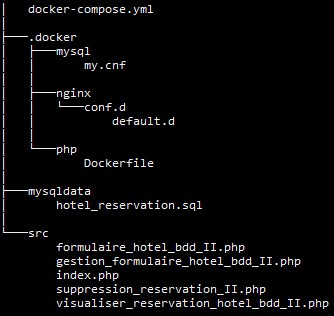 docker-compose.yml
.docker
mysql
my.cnf
nginx
conf.d
default.d
php
Dockerfile
mysqldata
hotel_reservation.sql
src
formulaire_hotel_bdd_II.php
gestion_formulaire_hotel_bdd_II.php
index.php
suppression_reservation_II.php
visualiser_reservation_hotel_bdd_II.php